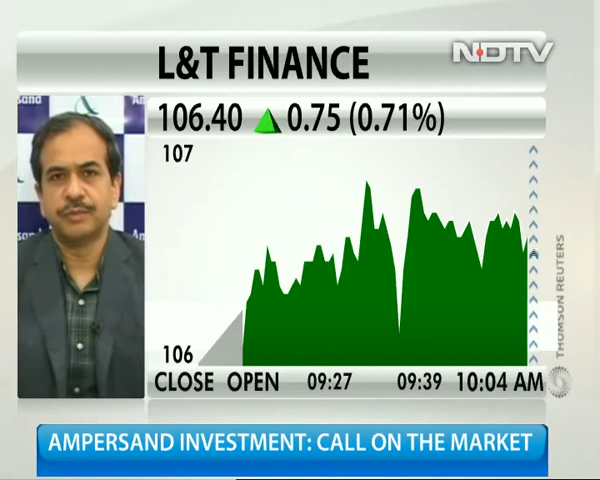 NDTV
L&T FINANCE
106.40 ▲ 0.75 (0.71%)
107
106
CLOSE OPEN 09:27 09:39 10:04 AM
THOMSON REUTERS
AMPERSAND INVESTMENT: CALL ON THE MARKET